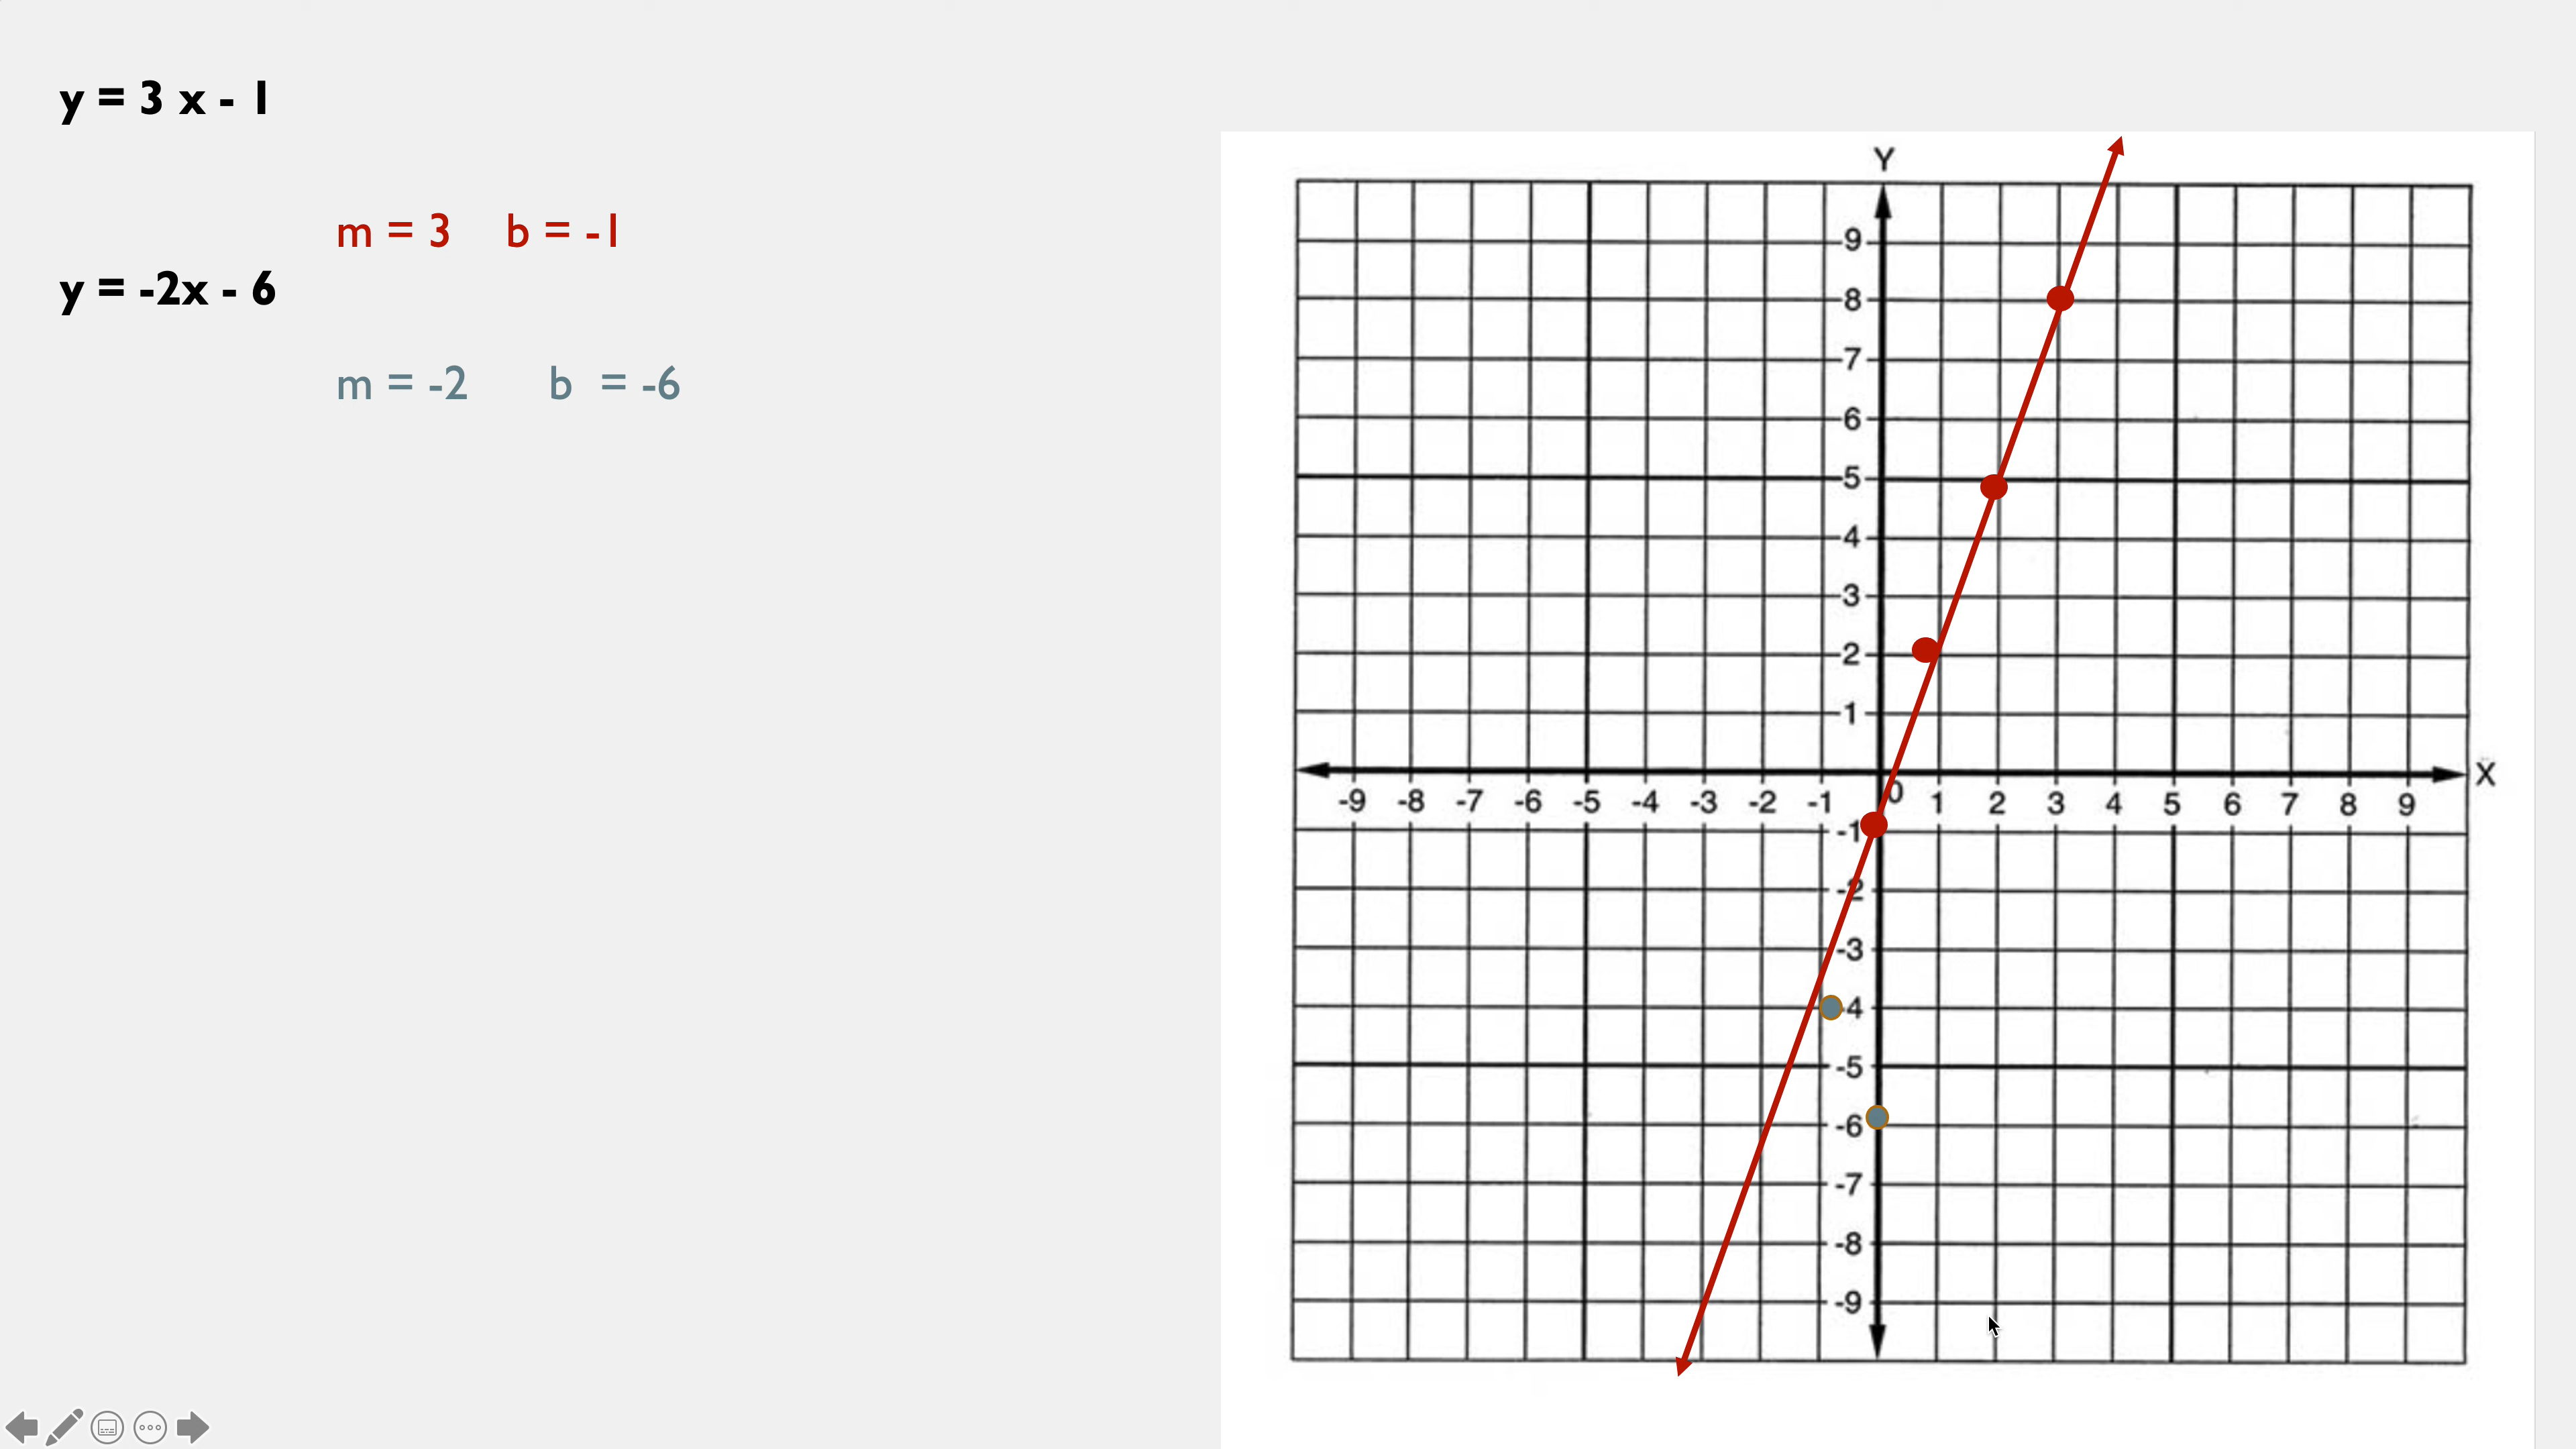 y = 3 x - 1
m = 3 b = -1
y = -2x - 6
m = -2 b = -6
Y
9
8
7
6
5
4
3
2
1
X
-9 -8 -7 -6 -5 -4 -3 -2 -1 0 1 2 3 4 5 6 7 8 9
-1
-2
-3
-4
-5
-6
-7
-8
-9